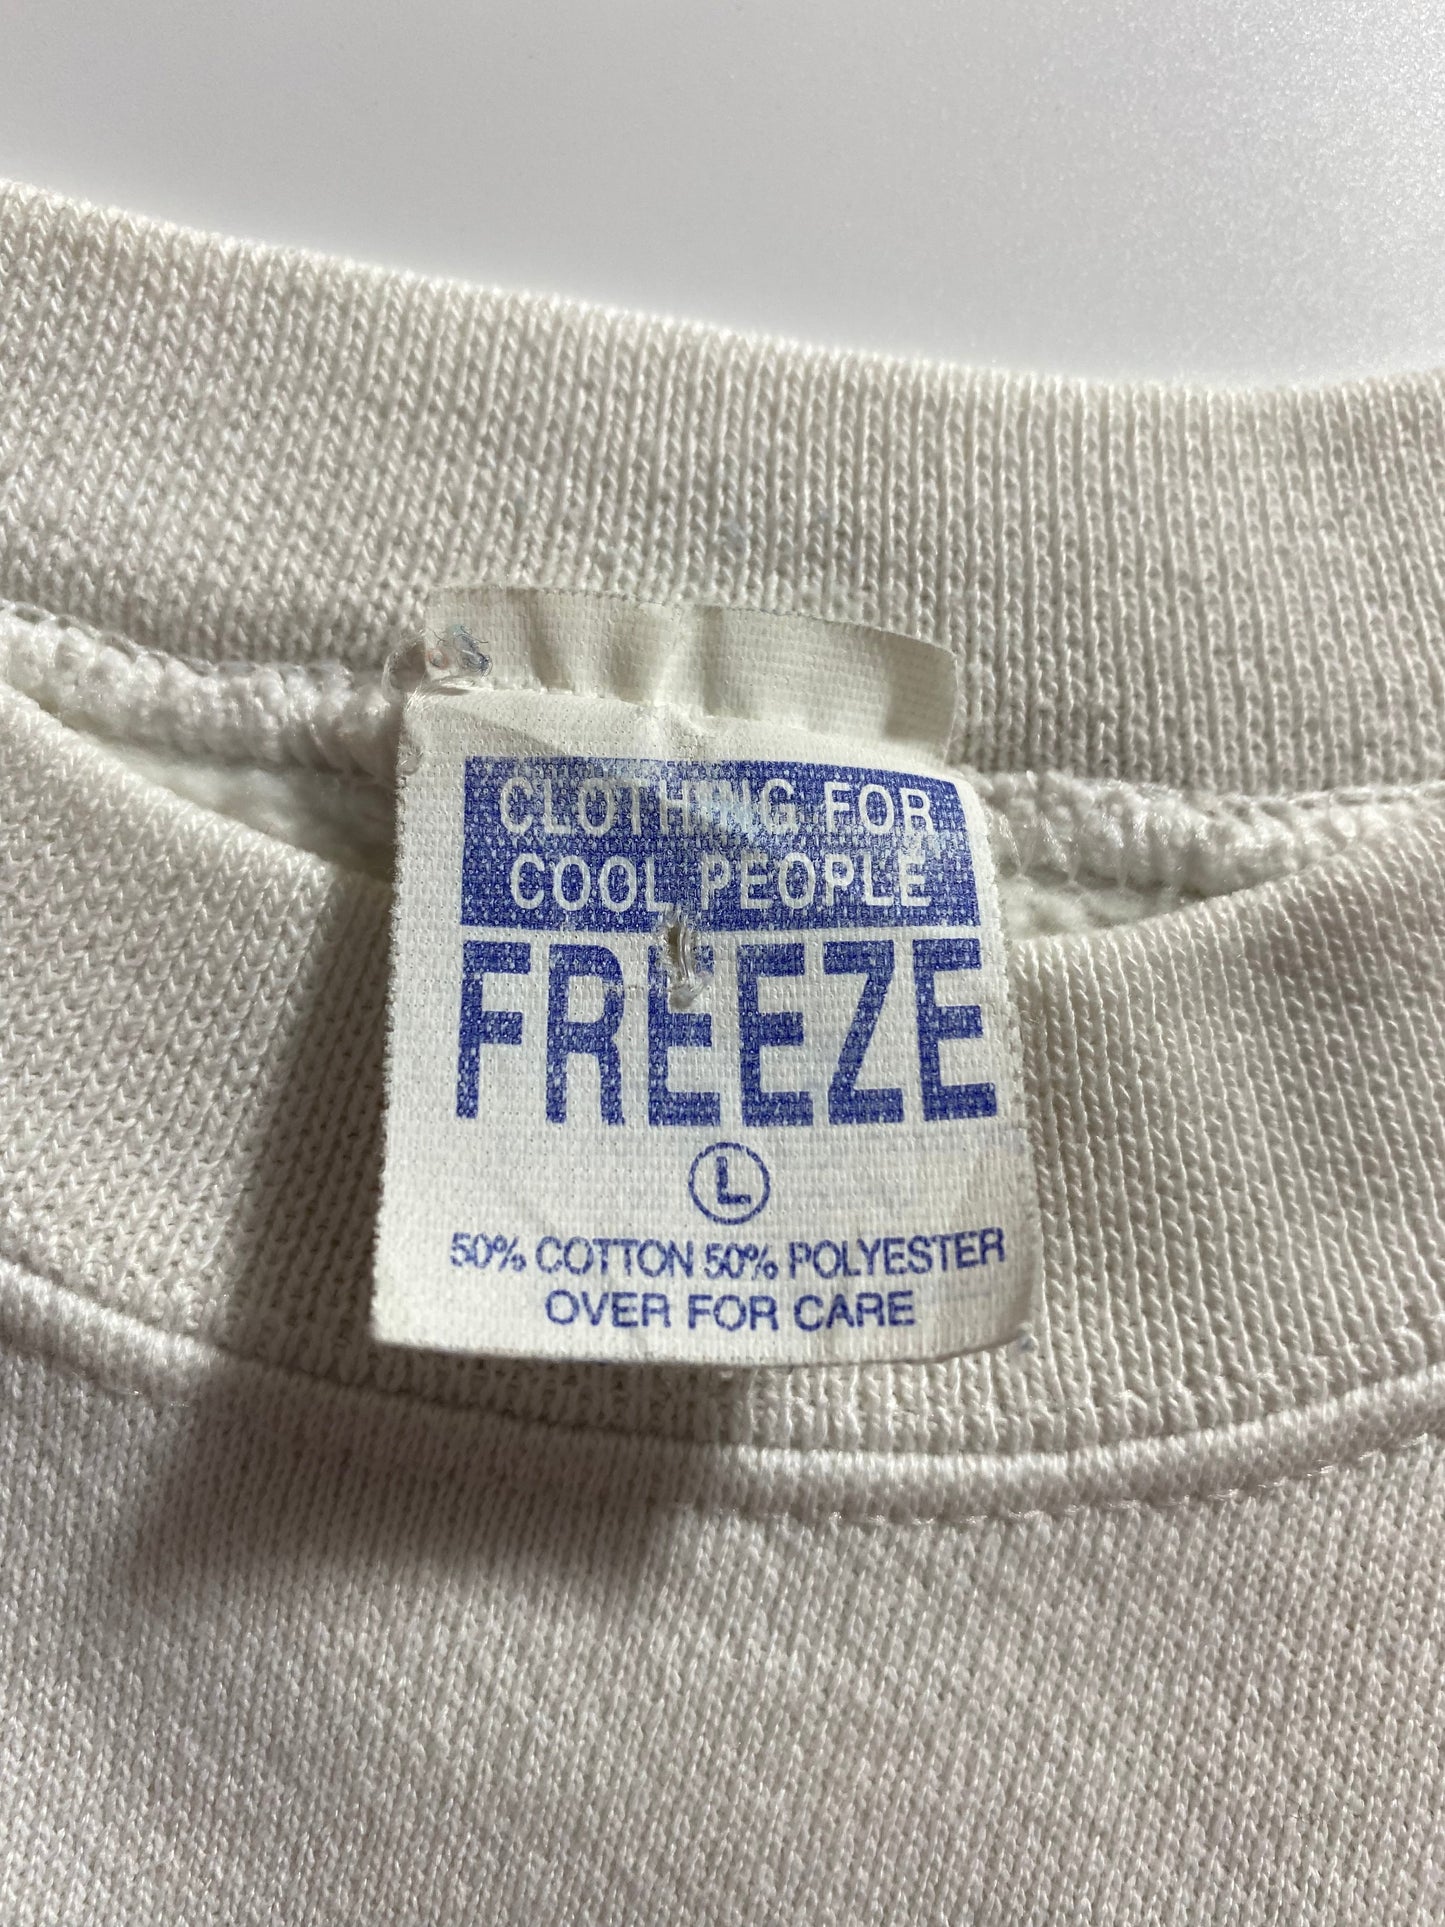 CLOTHING FOR
COOL PEOPLE
FREEZE
L
50% COTTON 50% POLYESTER
OVER FOR CARE